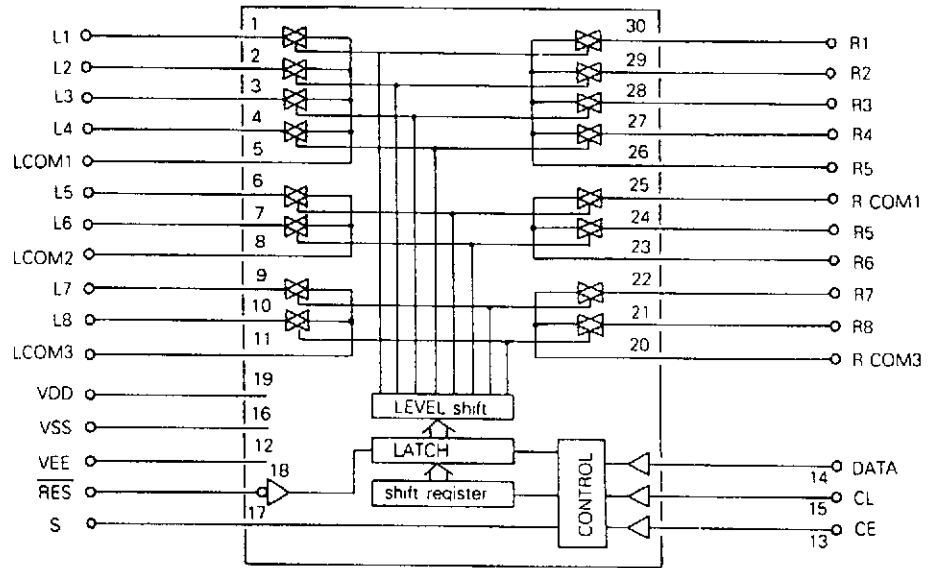 L1 1 30 R1
L2 2 29 R2
L3 3 28 R3
L4 4 27 R4
LCOM1 5 26 R5
L5 6 25 R COM1
L6 7 24 R5
LCOM2 8 23 R6
L7 9 22 R7
L8 10 21 R8
LCOM3 11 20 R COM3
VDD 19
LEVEL shift
VSS 16
VEE 12
LATCH
CONTROL
14 DATA
RES 18
shift register
15 CL
S 17
13 CE